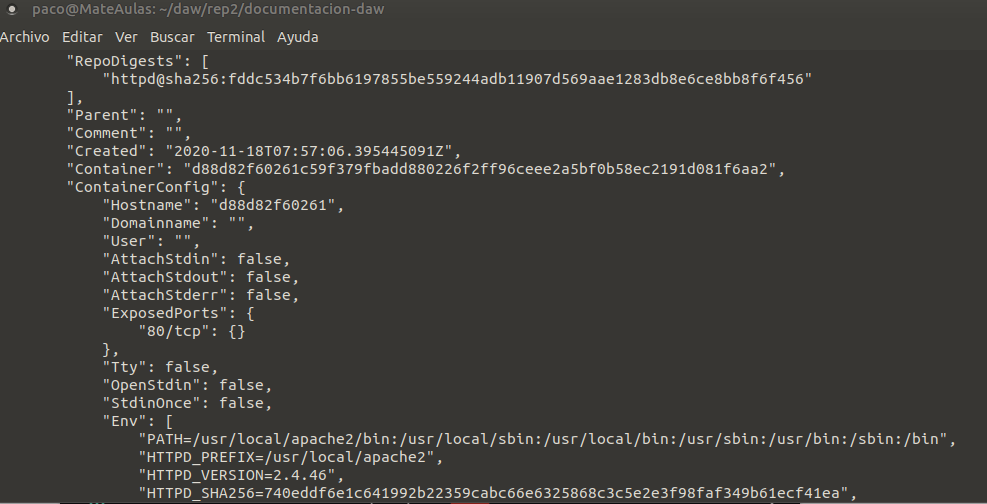 paco@MateAulas: ~/daw/rep2/documentacion-daw
Archivo Editar Ver Buscar Terminal Ayuda
"RepoDigests": [
"httpd@sha256:fddc534b7f6bb6197855be559244adb11907d569aae1283db8e6ce8bb8f6f456"
],
"Parent": "",
"Comment": "",
"Created": "2020-11-18T07:57:06.395445091Z",
"Container": "d88d82f60261c59f379fbadd880226f2ff96ceee2a5bf0b58ec2191d081f6aa2",
"ContainerConfig": {
"Hostname": "d88d82f60261",
"Domainname": "",
"User": "",
"AttachStdin": false,
"AttachStdout": false,
"AttachStderr": false,
"ExposedPorts": {
"80/tcp": {}
},
"Tty": false,
"OpenStdin": false,
"StdinOnce": false,
"Env": [
"PATH=/usr/local/apache2/bin:/usr/local/sbin:/usr/local/bin:/usr/sbin:/usr/bin:/sbin:/bin",
"HTTPD_PREFIX=/usr/local/apache2",
"HTTPD_VERSION=2.4.46",
"HTTPD_SHA256=740eddf6e1c641992b22359cabc66e6325868c3c5e2e3f98faf349b61ecf41ea",